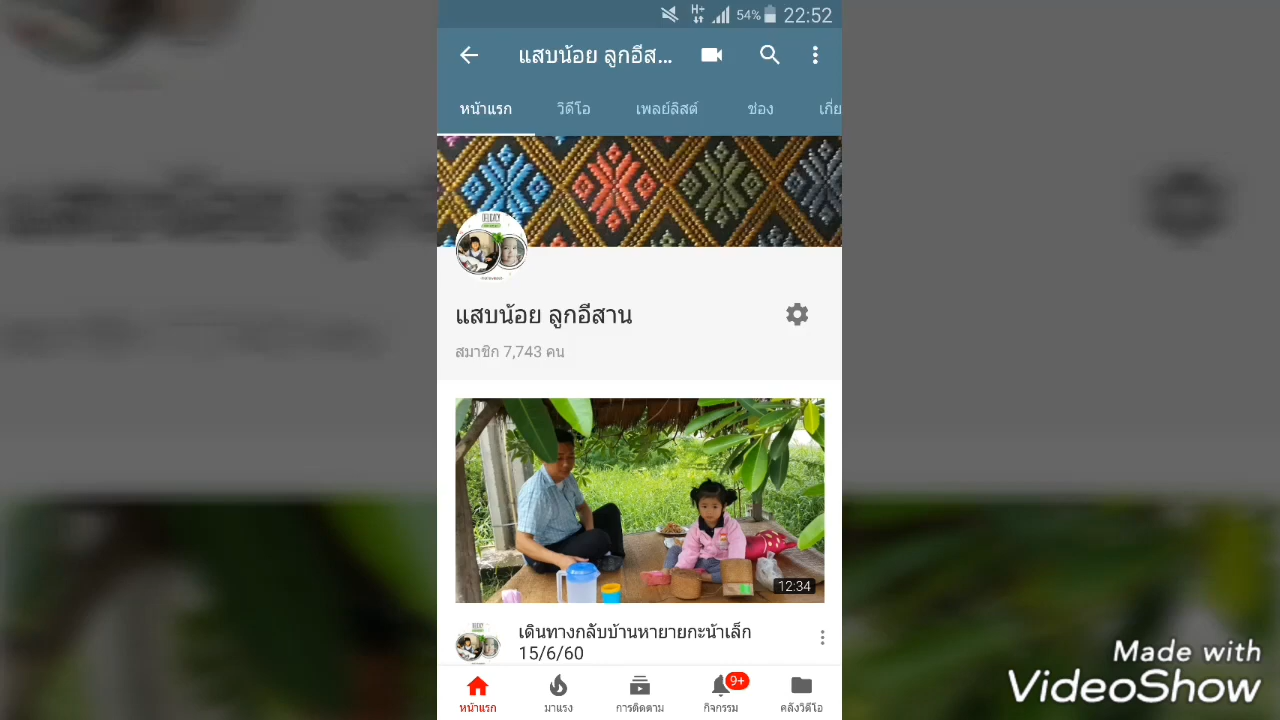 54% 22:52
แสบน้อย ลูกอีส...
หน้าแรก วิดีโอ เพลย์ลิสต์ ช่อง เกี่ย
แสบน้อย ลูกอีสาน
สมาชิก 7,743 คน
12:34
เดินทางกลับบ้านหายายกะน้าเล็ก
15/6/60
9+
หน้าแรก มาแรง การติดตาม กิจกรรม คลังวิดีโอ
Made with
VideoShow